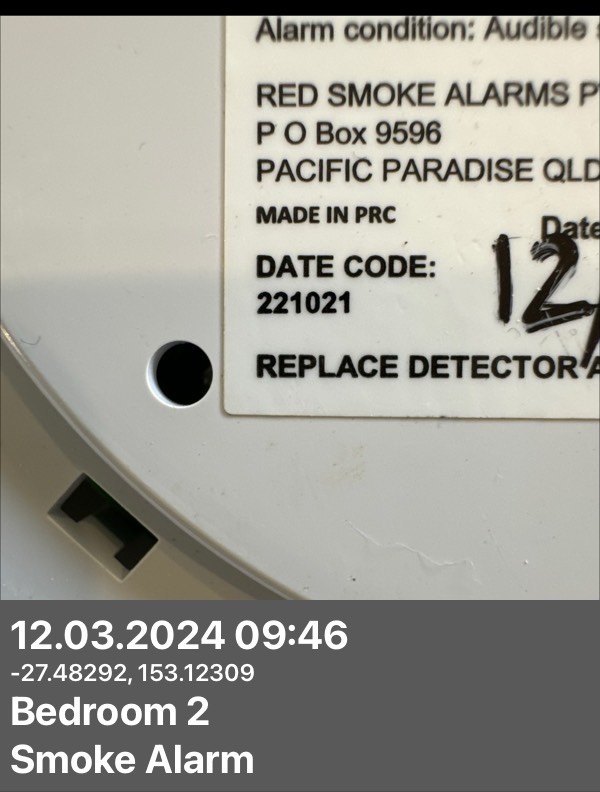 Alarm condition: Audible
RED SMOKE ALARMS
P O Box 9596
PACIFIC PARADISE QLD
MADE IN PRC
Date
DATE CODE:
12/
221021
REPLACE DETECTOR
12.03.2024 09:46
-27.48292, 153.12309
Bedroom 2
Smoke Alarm